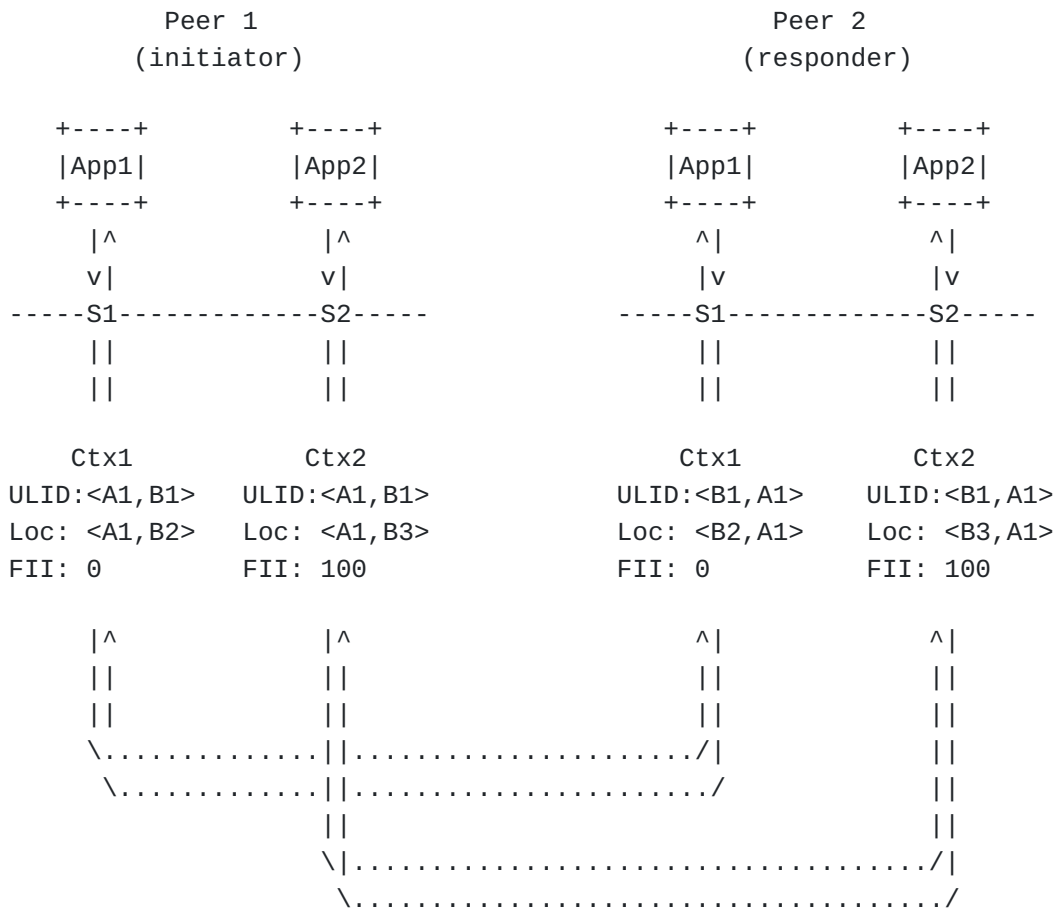 Peer 1 Peer 2
(initiator) (responder)
+----+ +----+ +----+ +----+
|App1| |App2| |App1| |App2|
+----+ +----+ +----+ +----+
|^ |^ ^| ^|
v| v| |v |v
-----S1-------------S2----- -----S1-------------S2-----
|| || || ||
|| || || ||
Ctx1 Ctx2 Ctx1 Ctx2
ULID:<A1,B1> ULID:<A1,B1> ULID:<B1,A1> ULID:<B1,A1>
Loc: <A1,B2> Loc: <A1,B3> Loc: <B2,A1> Loc: <B3,A1>
FII: 0 FII: 100 FII: 0 FII: 100
|^ |^ ^| ^|
|| || || ||
|| || || ||
\..............||....................../| ||
\.............||......................./ ||
|| ||
\|...................................../|
\......................................./